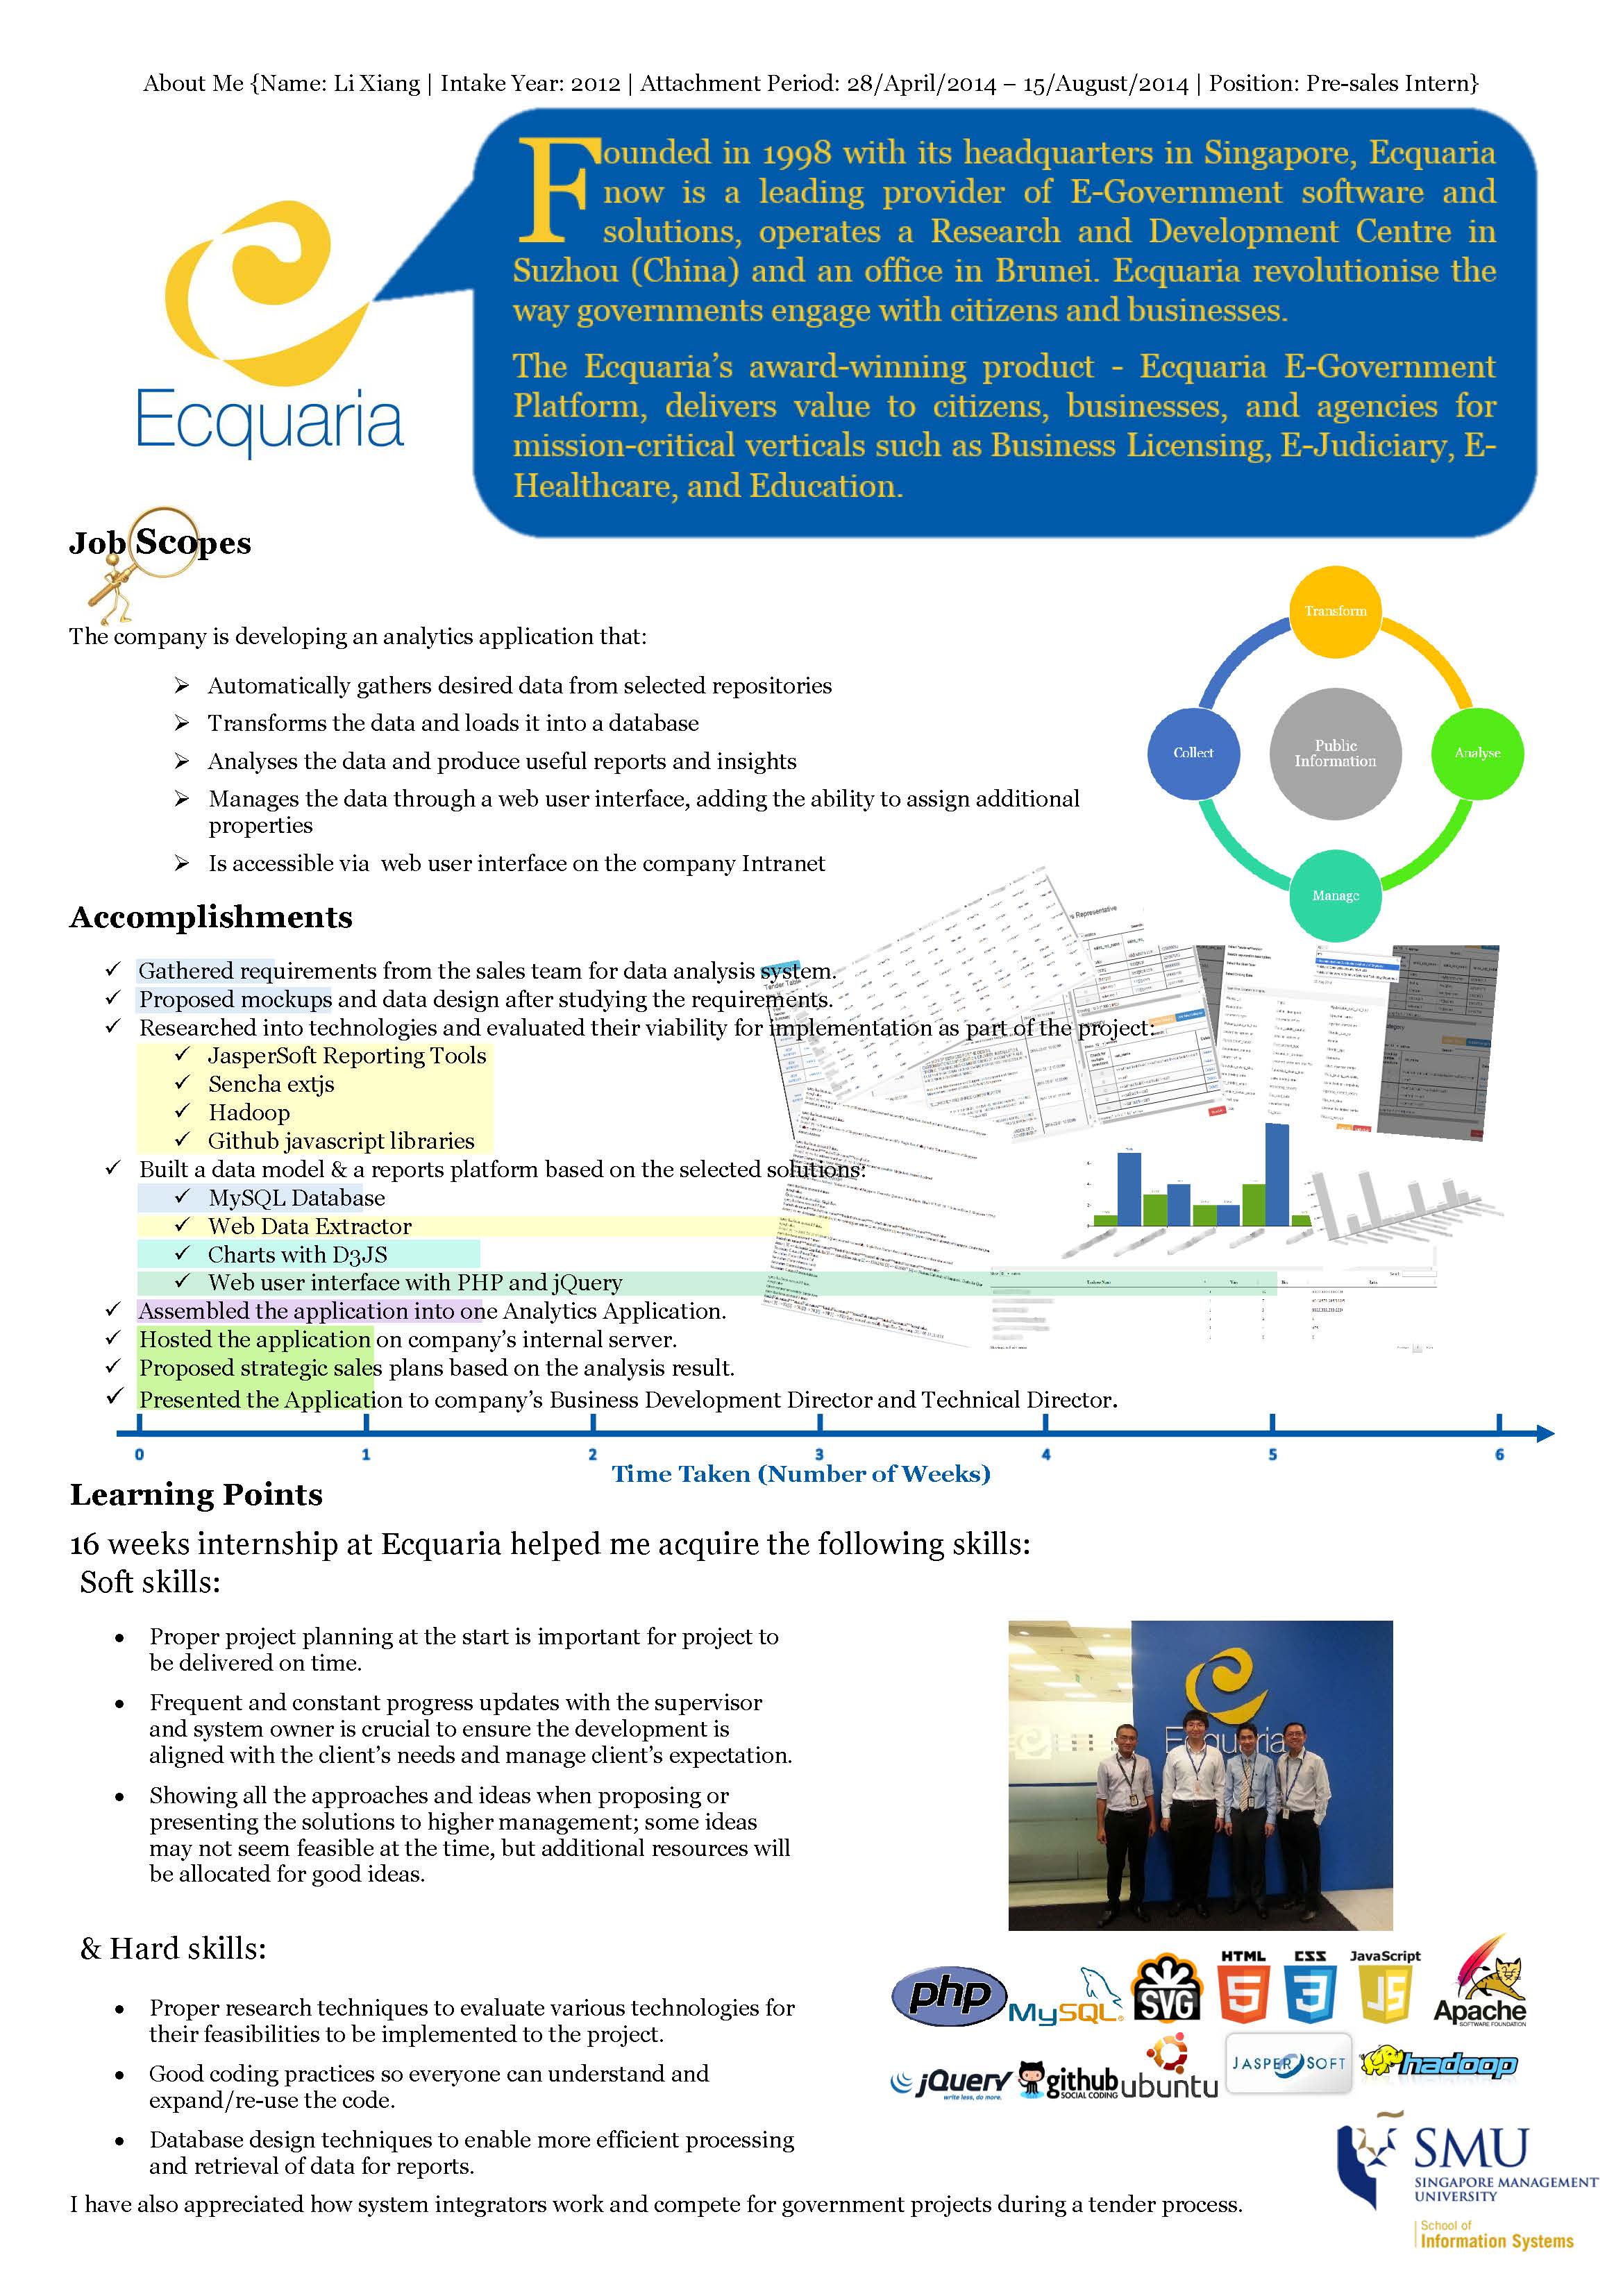 About Me {Name: Li Xiang | Intake Year: 2012 | Attachment Period: 28/April/2014 – 15/August/2014 | Position: Pre-sales Intern}
Ecquaria
Founded in 1998 with its headquarters in Singapore, Ecquaria
now is a leading provider of E-Government software and
solutions, operates a Research and Development Centre in
Suzhou (China) and an office in Brunei. Ecquaria revolutionise the
way governments engage with citizens and businesses.
The Ecquaria's award-winning product - Ecquaria E-Government
Platform, delivers value to citizens, businesses, and agencies for
mission-critical verticals such as Business Licensing, E-Judiciary, E-
Healthcare, and Education.
Job Scopes
The company is developing an analytics application that:
➢ Automatically gathers desired data from selected repositories
➢ Transforms the data and loads it into a database
➢ Analyses the data and produce useful reports and insights
➢ Manages the data through a web user interface, adding the ability to assign additional
properties
➢ Is accessible via web user interface on the company Intranet
Transform
Collect
Public
Information
Analyse
Manage
Accomplishments
✓ Gathered requirements from the sales team for data analysis system.
✓ Proposed mockups and data design after studying the requirements.
✓ Researched into technologies and evaluated their viability for implementation as part of the project:
✓ JasperSoft Reporting Tools
✓ Sencha extjs
✓ Hadoop
✓ Github javascript libraries
✓ Built a data model & a reports platform based on the selected solutions:
✓ MySQL Database
✓ Web Data Extractor
✓ Charts with D3JS
✓ Web user interface with PHP and jQuery
✓ Assembled the application into one Analytics Application.
✓ Hosted the application on company's internal server.
✓ Proposed strategic sales plans based on the analysis result.
✓ Presented the Application to company's Business Development Director and Technical Director.
Tender Table
Representative
0 1 2 3 4 5 6
Time Taken (Number of Weeks)
Learning Points
16 weeks internship at Ecquaria helped me acquire the following skills:
Soft skills:
• Proper project planning at the start is important for project to
be delivered on time.
• Frequent and constant progress updates with the supervisor
and system owner is crucial to ensure the development is
aligned with the client's needs and manage client's expectation.
• Showing all the approaches and ideas when proposing or
presenting the solutions to higher management; some ideas
may not seem feasible at the time, but additional resources will
be allocated for good ideas.
Ecquaria
& Hard skills:
• Proper research techniques to evaluate various technologies for
their feasibilities to be implemented to the project.
• Good coding practices so everyone can understand and
expand/re-use the code.
• Database design techniques to enable more efficient processing
and retrieval of data for reports.
php
MySQL
SVG
HTML
5
CSS
3
JavaScript
JS
Apache
SOFTWARE FOUNDATION
jQuery
write less, do more.
github
SOCIAL CODING
ubuntu
JASPERSOFT
hadoop
I have also appreciated how system integrators work and compete for government projects during a tender process.
SMU
SINGAPORE MANAGEMENT
UNIVERSITY
School of
Information Systems